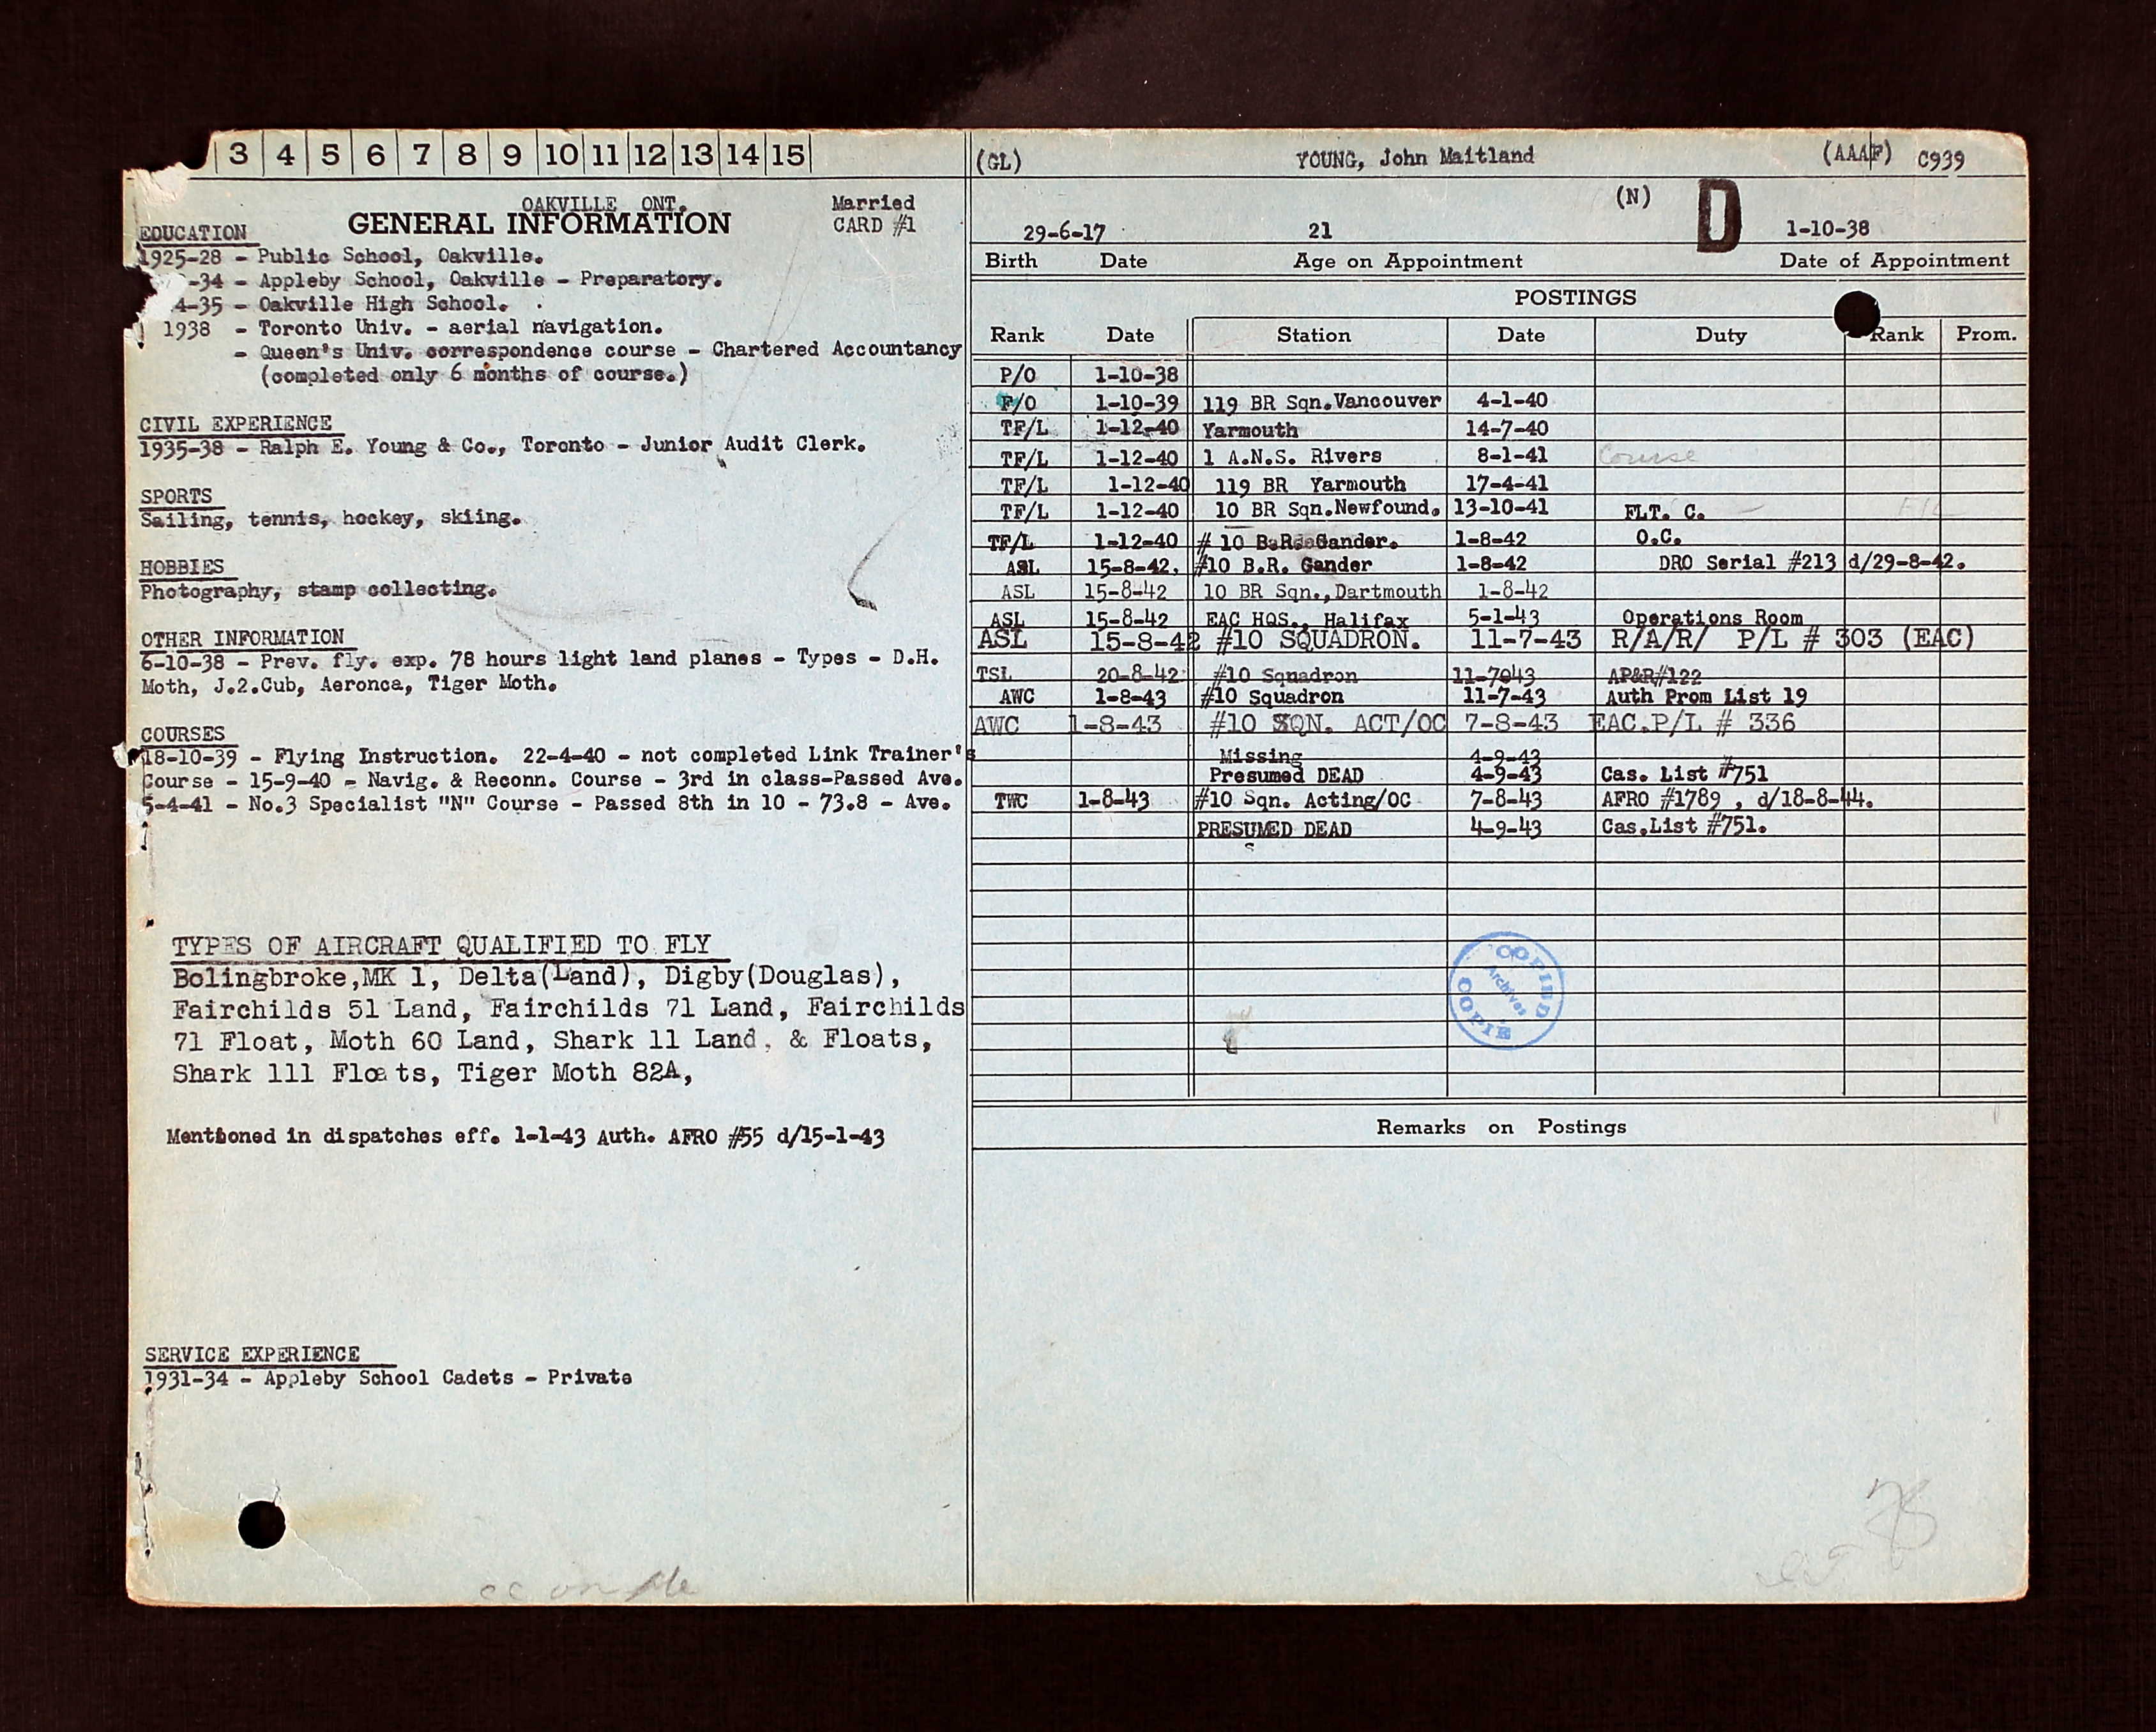 3 4 5 6 7 8 9 10 11 12 13 14 15
OAKVILLE ONT. Married
GENERAL INFORMATION CARD #1
EDUCATION
1925-28 - Public School, Oakville.
-34 - Appleby School, Oakville - Preparatory.
4-35 - Oakville High School.
1938 - Toronto Univ. - aerial navigation.
- Queen's Univ. correspondence course - Chartered Accountancy
(completed only 6 months of course.)
CIVIL EXPERIENCE
1935-38 - Ralph E. Young & Co., Toronto - Junior Audit Clerk.
SPORTS
Sailing, tennis, hockey, skiing.
HOBBIES
Photography, stamp collecting.
OTHER INFORMATION
6-10-38 - Prev. fly. exp. 78 hours light land planes - Types - D.H.
Moth, J.2.Cub, Aeronca, Tiger Moth.
COURSES
18-10-39 - Flying Instruction. 22-4-40 - not completed Link Trainer's
Course - 15-9-40 - Navig. & Reconn. Course - 3rd in class-Passed Ave.
5-4-41 - No.3 Specialist "N" Course - Passed 8th in 10 - 73.8 - Ave.
TYPES OF AIRCRAFT QUALIFIED TO FLY
Bolingbroke,MK 1, Delta(Land), Digby(Douglas),
Fairchilds 51 Land, Fairchilds 71 Land, Fairchilds
71 Float, Moth 60 Land, Shark 11 Land, & Floats,
Shark 111 Floats, Tiger Moth 82A,
Mentioned in dispatches eff. 1-1-43 Auth. AFRO #55 d/15-1-43
SERVICE EXPERIENCE
1931-34 - Appleby School Cadets - Private
(GL) YOUNG, John Maitland (AAAF) C939
(N) D
29-6-17 21 1-10-38
Birth Date Age on Appointment Date of Appointment
POSTINGS
Rank Date Station Date Duty Rank Prom.
P/O 1-10-38
F/O 1-10-39 119 BR Sqn.Vancouver 4-1-40
TF/L 1-12-40 Yarmouth 14-7-40
TF/L 1-12-40 1 A.N.S. Rivers 8-1-41 Course
TF/L 1-12-40 119 BR Yarmouth 17-4-41
TF/L 1-12-40 10 BR Sqn.Newfound. 13-10-41 FLT. C.
TF/L 1-12-40 # 10 Gander. 1-8-42 O.C.
ASL 15-8-42. #10 B.R. Gander 1-8-42 DRO Serial #213 d/29-8-42.
ASL 15-8-42 10 BR Sqn.,Dartmouth 1-8-42
ASL 15-8-42 EAC HQS., Halifax 5-1-43 Operations Room
ASL 15-8-42 #10 SQUADRON. 11-7-43 R/A/R/ P/L # 303 (EAC)
TSL 20-8-42 #10 Squadron 11-7043 AP&R#122
AWC 1-8-43 #10 Squadron 11-7-43 Auth Prom List 19
AWC 1-8-43 #10 SQN. ACT/OC 7-8-43 EAC.P/L # 336
Missing 4-9-43
Presumed DEAD 4-9-43 Cas. List #751
TWC 1-8-43 #10 Sqn. Acting/OC 7-8-43 AFRO #1789 , d/18-8-44.
PRESUMED DEAD 4-9-43 Cas.List #751.
COPIED
Archives
COPIE
Remarks on Postings